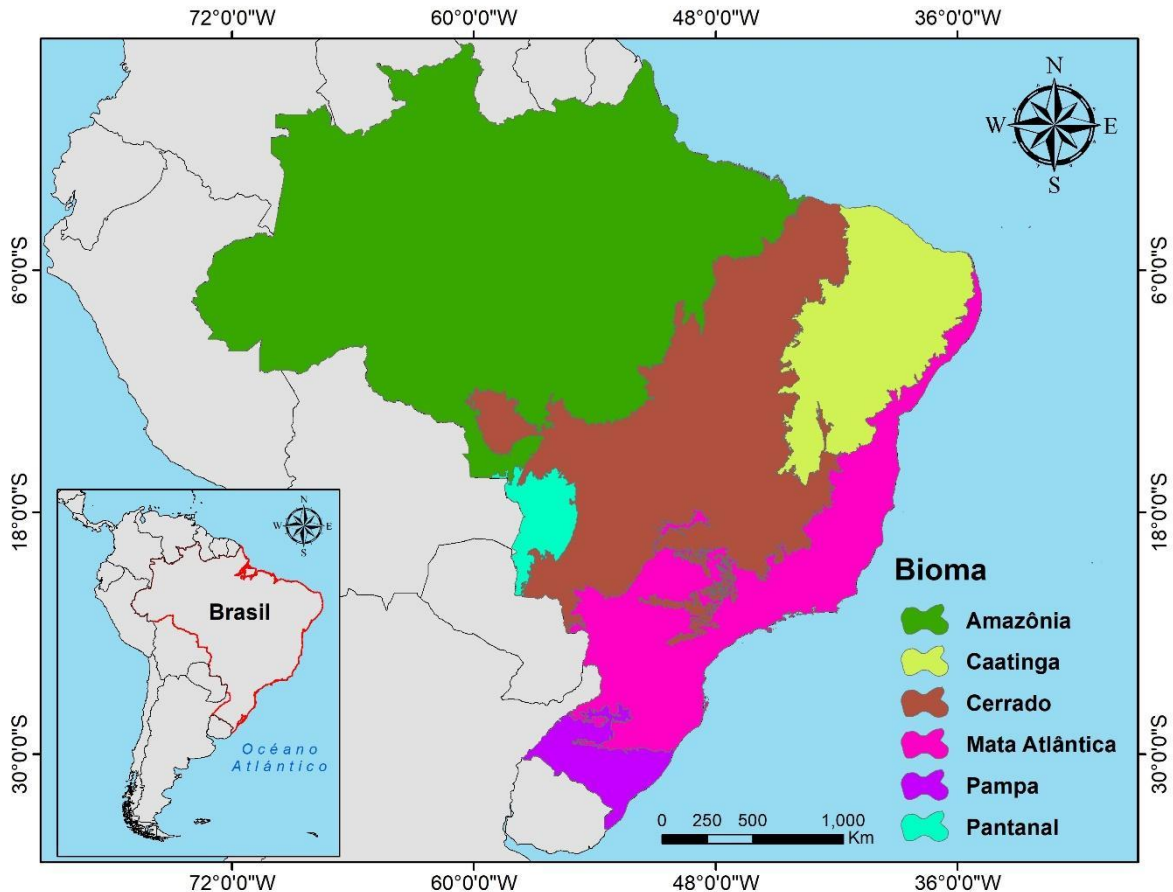 72°0'0"W 60°0'0"W 48°0'0"W 36°0'0"W
N
W E
S
6°0'0"S 6°0'0"S
18°0'0"S 18°0'0"S
30°0'0"S 30°0'0"S
Bioma
Amazônia
Caatinga
Cerrado
Mata Atlântica
Pampa
Pantanal
0 250 500 1,000
Km
N
W E
S
Brasil
Océano
Atlântico
72°0'0"W 60°0'0"W 48°0'0"W 36°0'0"W